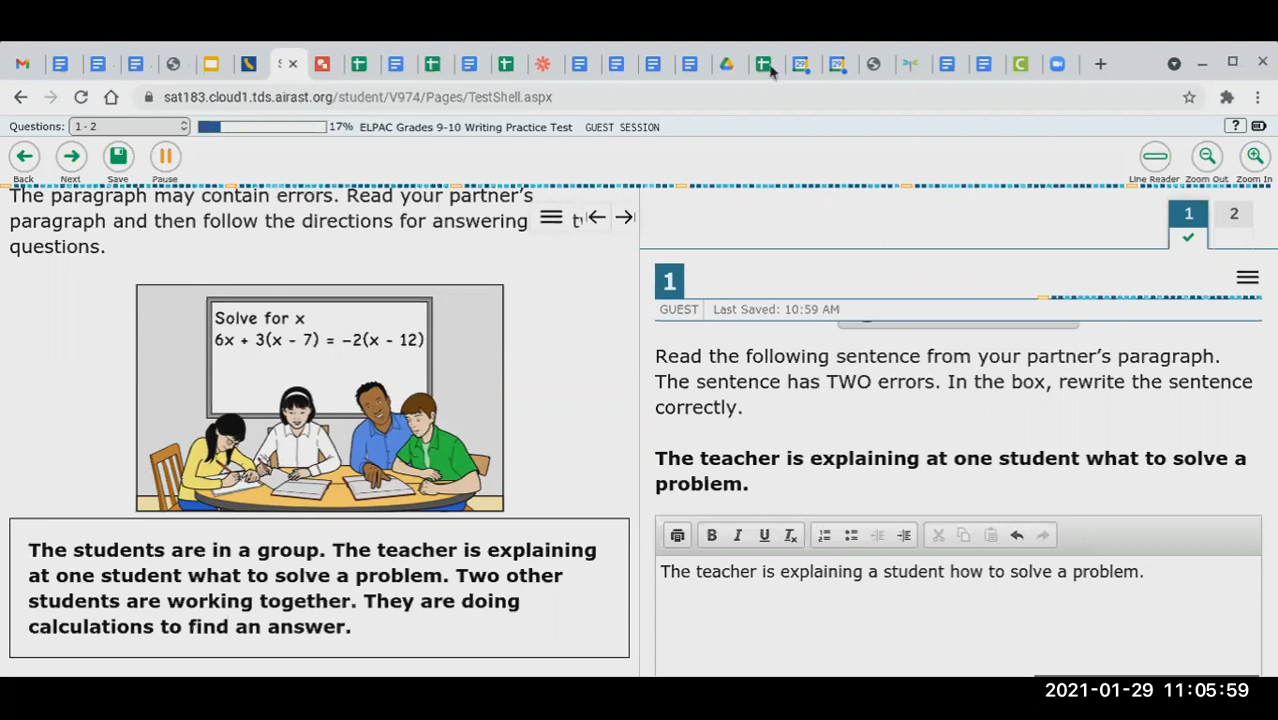 sat183.cloud1.tds.airast.org/student/V974/Pages/TestShell.aspx
Questions: 1 - 2 17% ELPAC Grades 9-10 Writing Practice Test GUEST SESSION ?
Back Next Save Pause Line Reader Zoom Out Zoom In
The paragraph may contain errors. Read your partner's
paragraph and then follow the directions for answering
questions.
Solve for x
6x + 3(x - 7) = -2(x - 12)
The students are in a group. The teacher is explaining
at one student what to solve a problem. Two other
students are working together. They are doing
calculations to find an answer.
1 2
1
GUEST Last Saved: 10:59 AM
Read the following sentence from your partner's paragraph.
The sentence has TWO errors. In the box, rewrite the sentence
correctly.
The teacher is explaining at one student what to solve a
problem.
B I U Ix
The teacher is explaining a student how to solve a problem.
2021-01-29 11:05:59